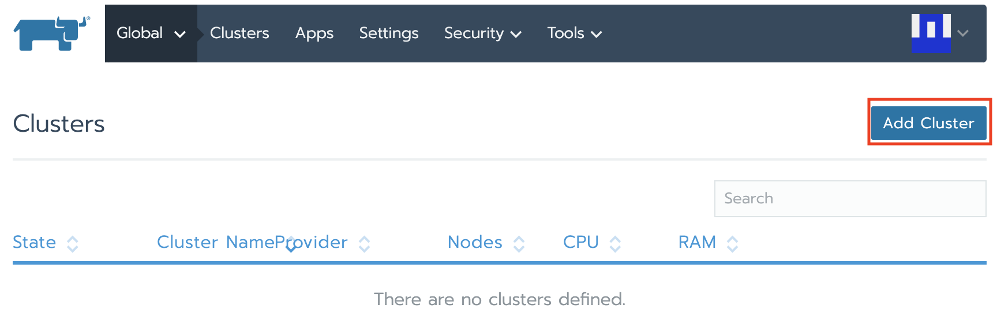 Global Clusters Apps Settings Security Tools
Clusters
Add Cluster
Search
State Cluster Name Provider Nodes CPU RAM
There are no clusters defined.